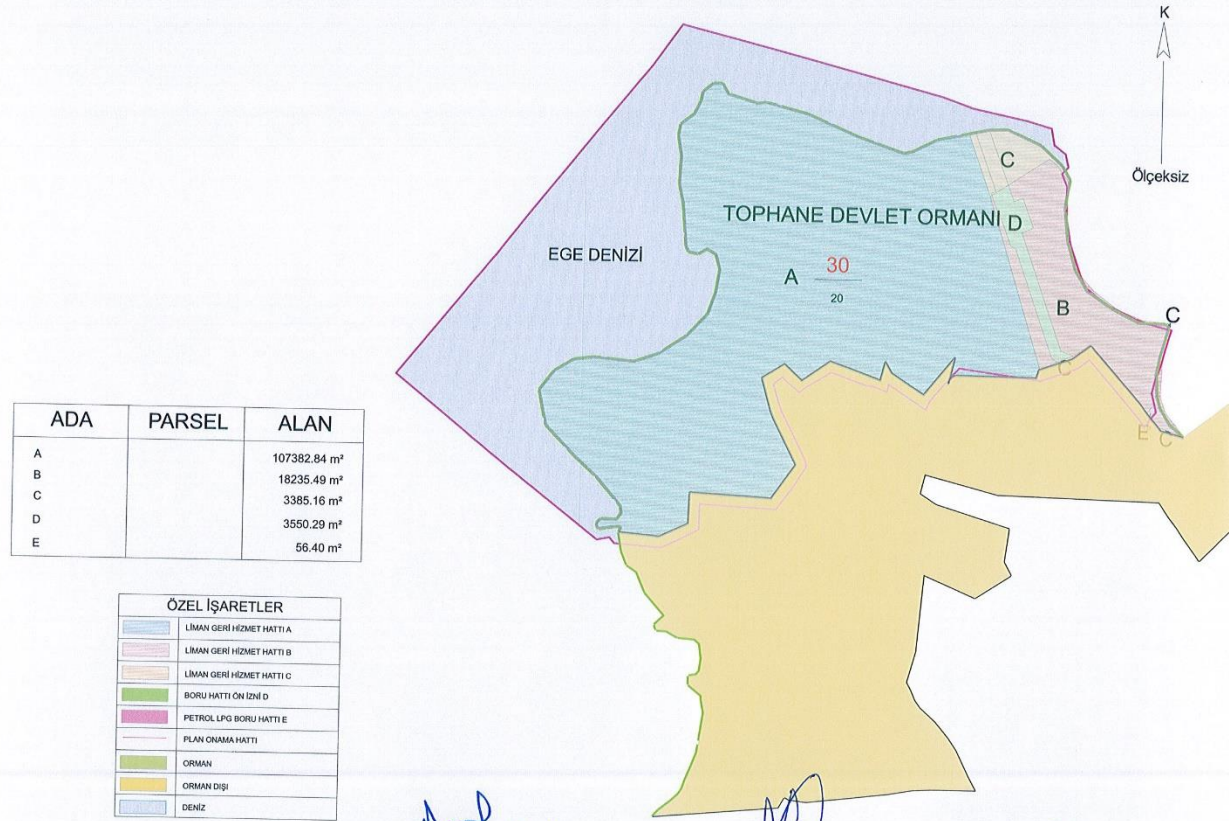 K
Ölçeksiz
C
TOPHANE DEVLET ORMANI
D
EGE DENİZİ
A
30
20
B
C
C
E
C
ADA PARSEL ALAN
A 107382.84 m²
B 18235.49 m²
C 3385.16 m²
D 3550.29 m²
E 56.40 m²
ÖZEL İŞARETLER
LİMAN GERİ HİZMET HATTI A
LİMAN GERİ HİZMET HATTI B
LİMAN GERİ HİZMET HATTI C
BORU HATTI ÖN İZNİ D
PETROL LPG BORU HATTI E
PLAN ONAMA HATTI
ORMAN
ORMAN DIŞI
DENİZ